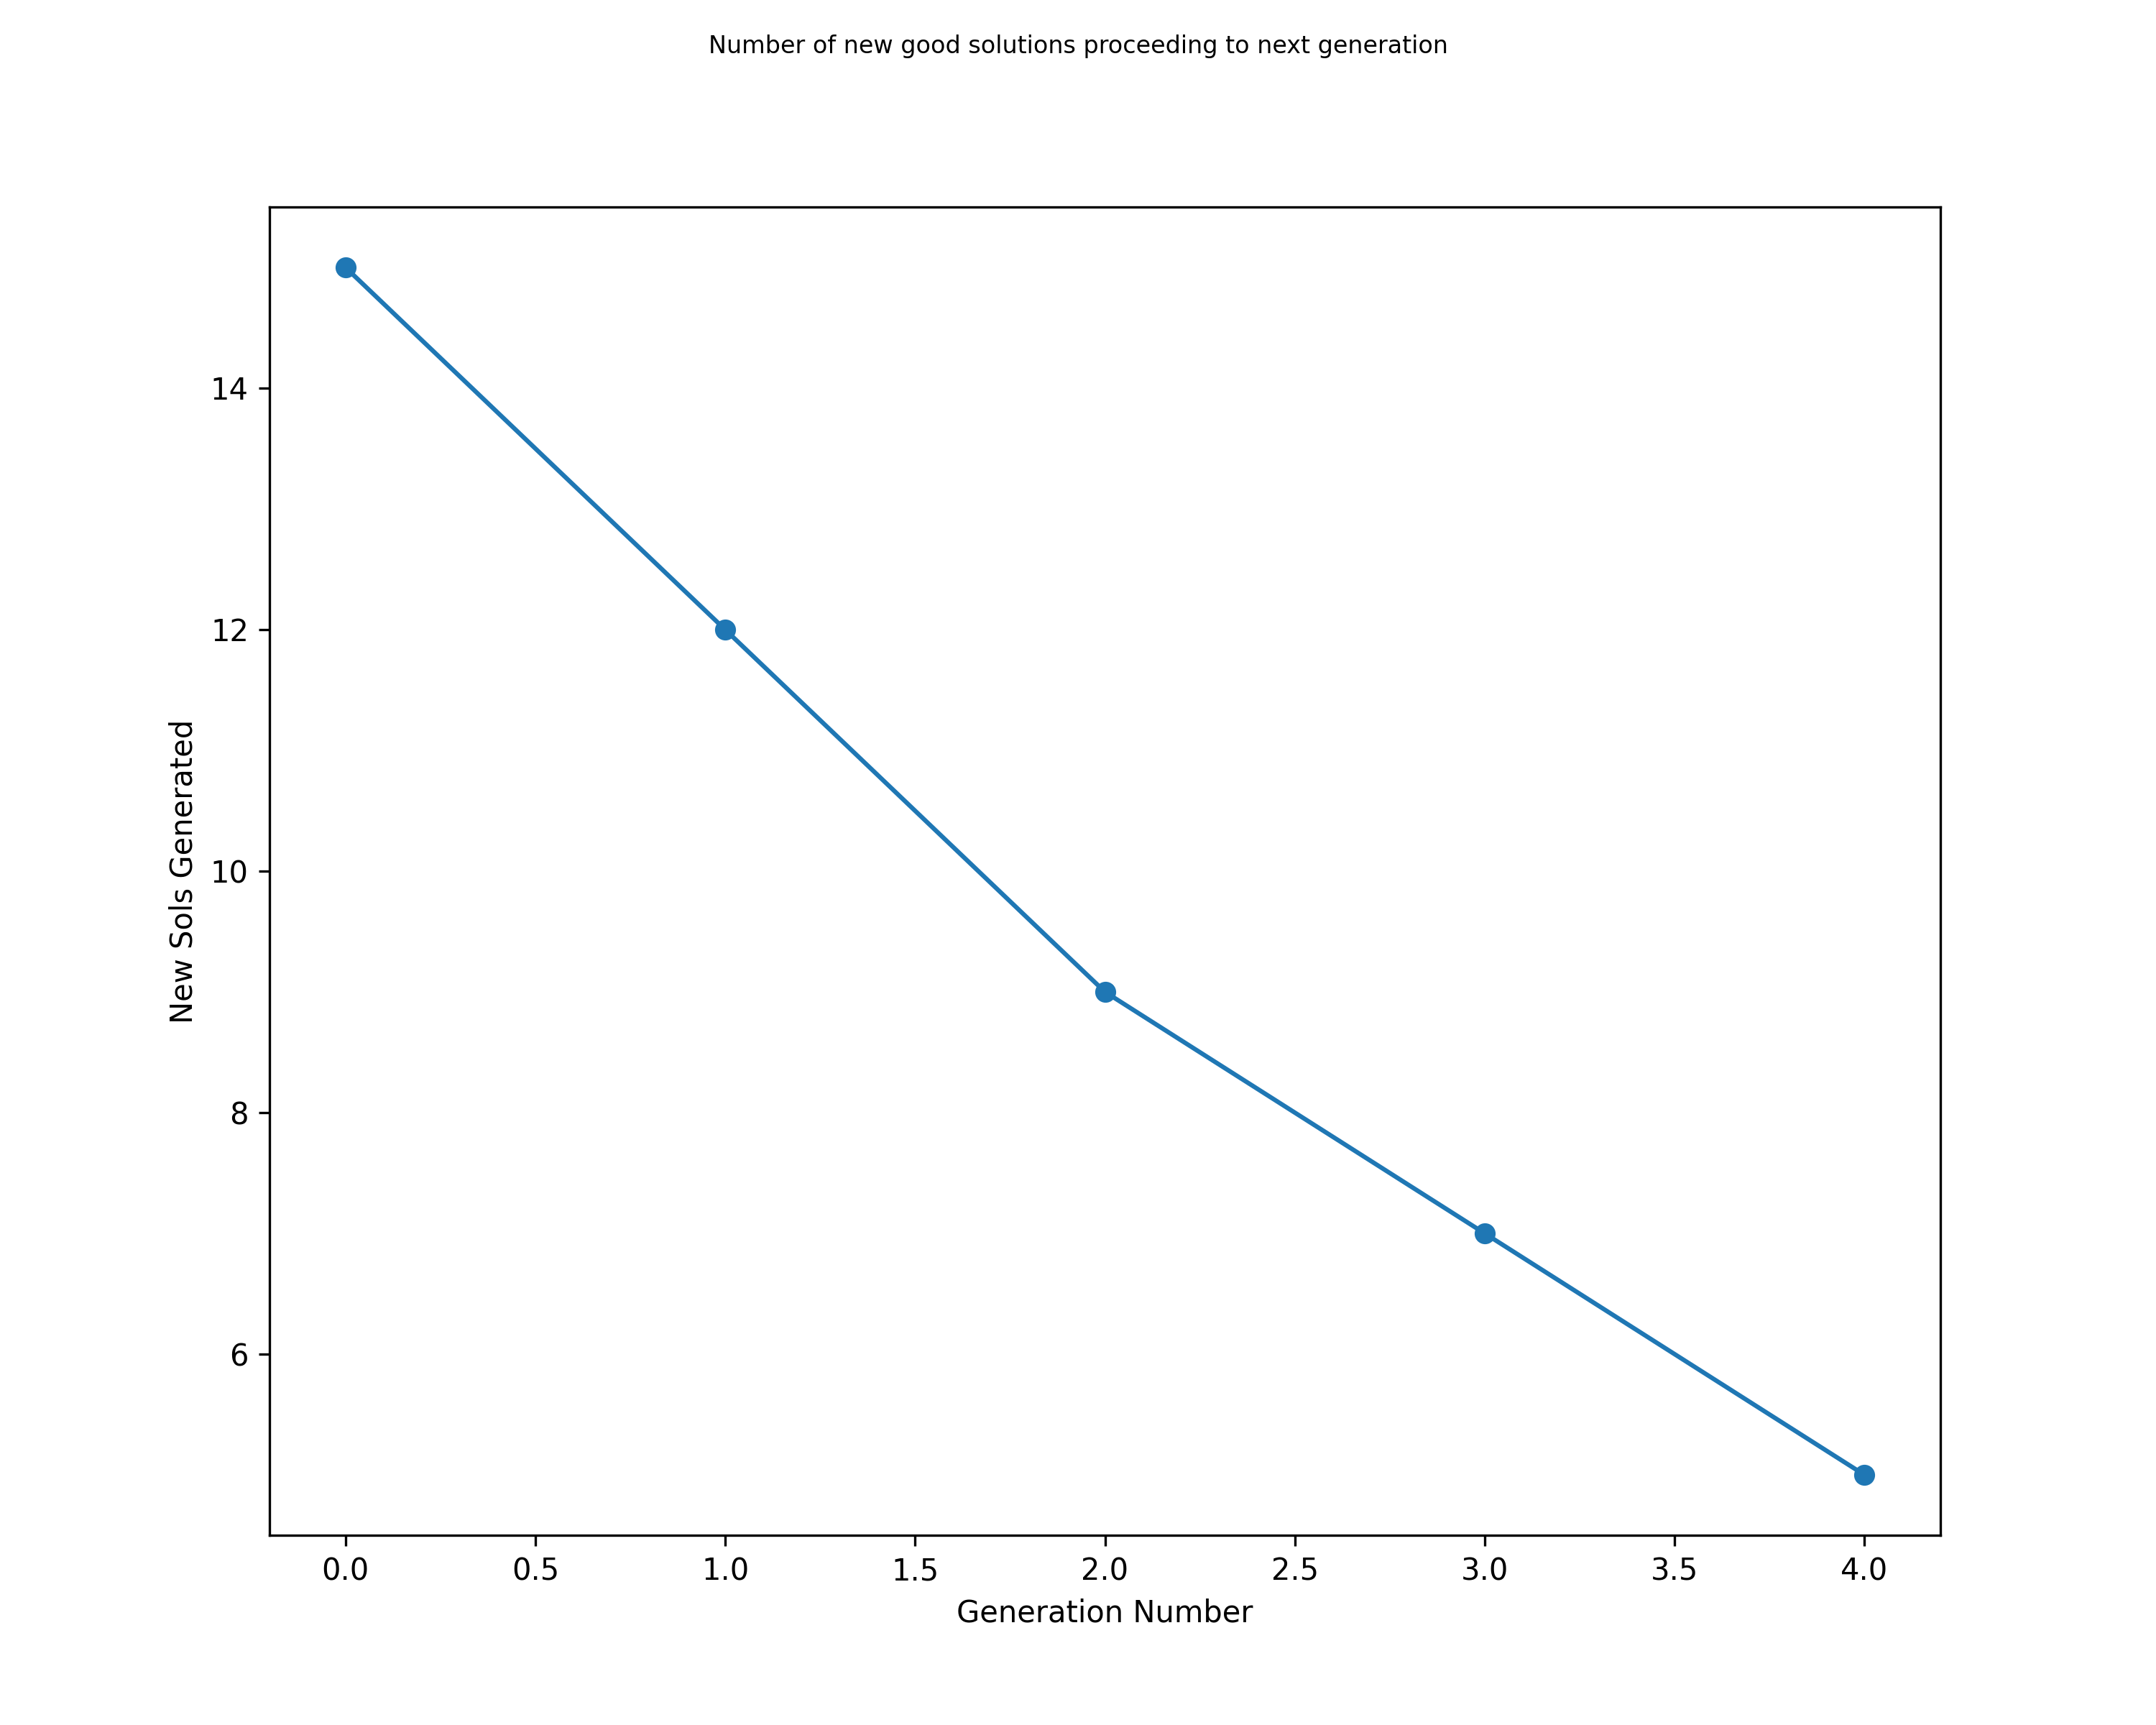 Number of new good solutions proceeding to next generation
New Sols Generated
14
12
10
8
6
0.0 0.5 1.0 1.5 2.0 2.5 3.0 3.5 4.0
Generation Number